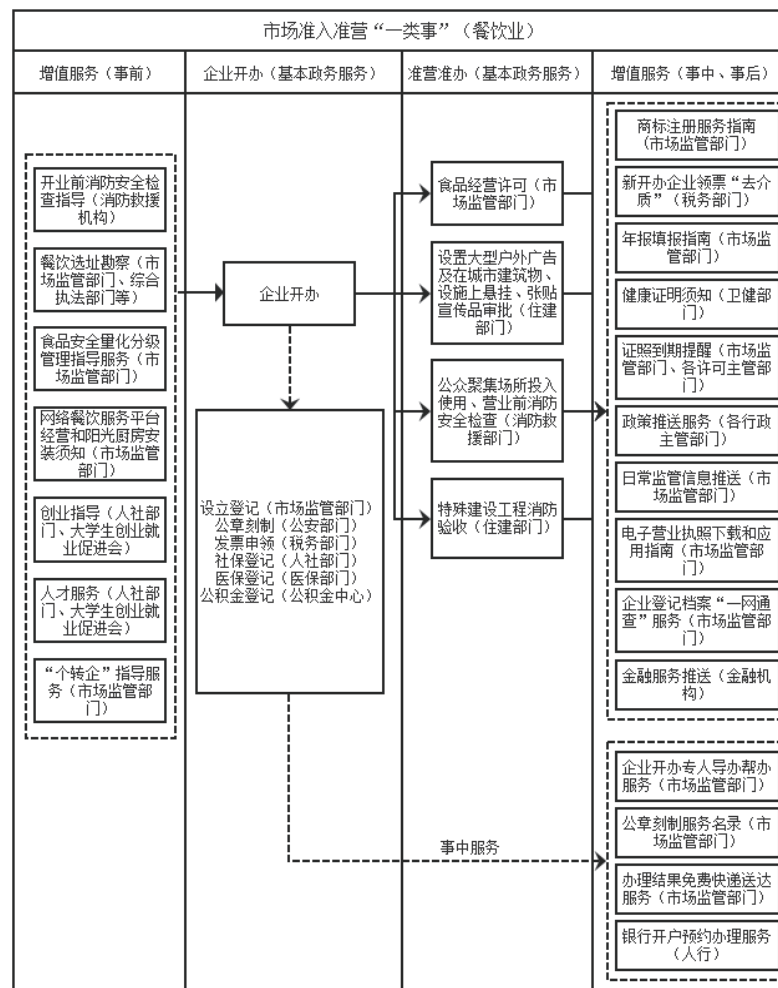 市场准入准营“一类事”（餐饮业）
增值服务（事前）
企业开办（基本政务服务）
准营准办（基本政务服务）
增值服务（事中、事后）
开业前消防安全检
查指导（消防救援
机构）
餐饮选址勘察（市
场监管部门、综合
执法部门等）
食品安全量化分级
管理指导服务（市
场监管部门）
网络餐饮服务平台
经营和阳光厨房安
装须知（市场监管
部门）
创业指导（人社部
门、大学生创业就
业促进会）
人才服务（人社部
门、大学生创业就
业促进会）
“个转企”指导服
务（市场监管部
门）
企业开办
设立登记（市场监管部门）
公章刻制（公安部门）
发票申领（税务部门）
社保登记（人社部门）
医保登记（医保部门）
公积金登记（公积金中心）
食品经营许可（市
场监管部门）
设置大型户外广告
及在城市建筑物、
设施上悬挂、张贴
宣传品审批（住建
部门）
公众聚集场所投入
使用、营业前消防
安全检查（消防救
援部门）
特殊建设工程消防
验收（住建部门）
事中服务
商标注册服务指南
（市场监管部门）
新开办企业领票“去介
质”（税务部门）
年报填报指南（市场监
管部门）
健康证明须知（卫健部
门）
证照到期提醒（市场监
管部门、各许可主管部
门）
政策推送服务（各行政
主管部门）
日常监管信息推送（市
场监管部门）
电子营业执照下载和应
用指南（市场监管部
门）
企业登记档案“一网通
查”服务（市场监管部
门）
金融服务推送（金融机
构）
企业开办专人导办帮办
服务（市场监管部门）
公章刻制服务名录（市
场监管部门）
办理结果免费快递送达
服务（市场监管部门）
银行开户预约办理服务
（人行）